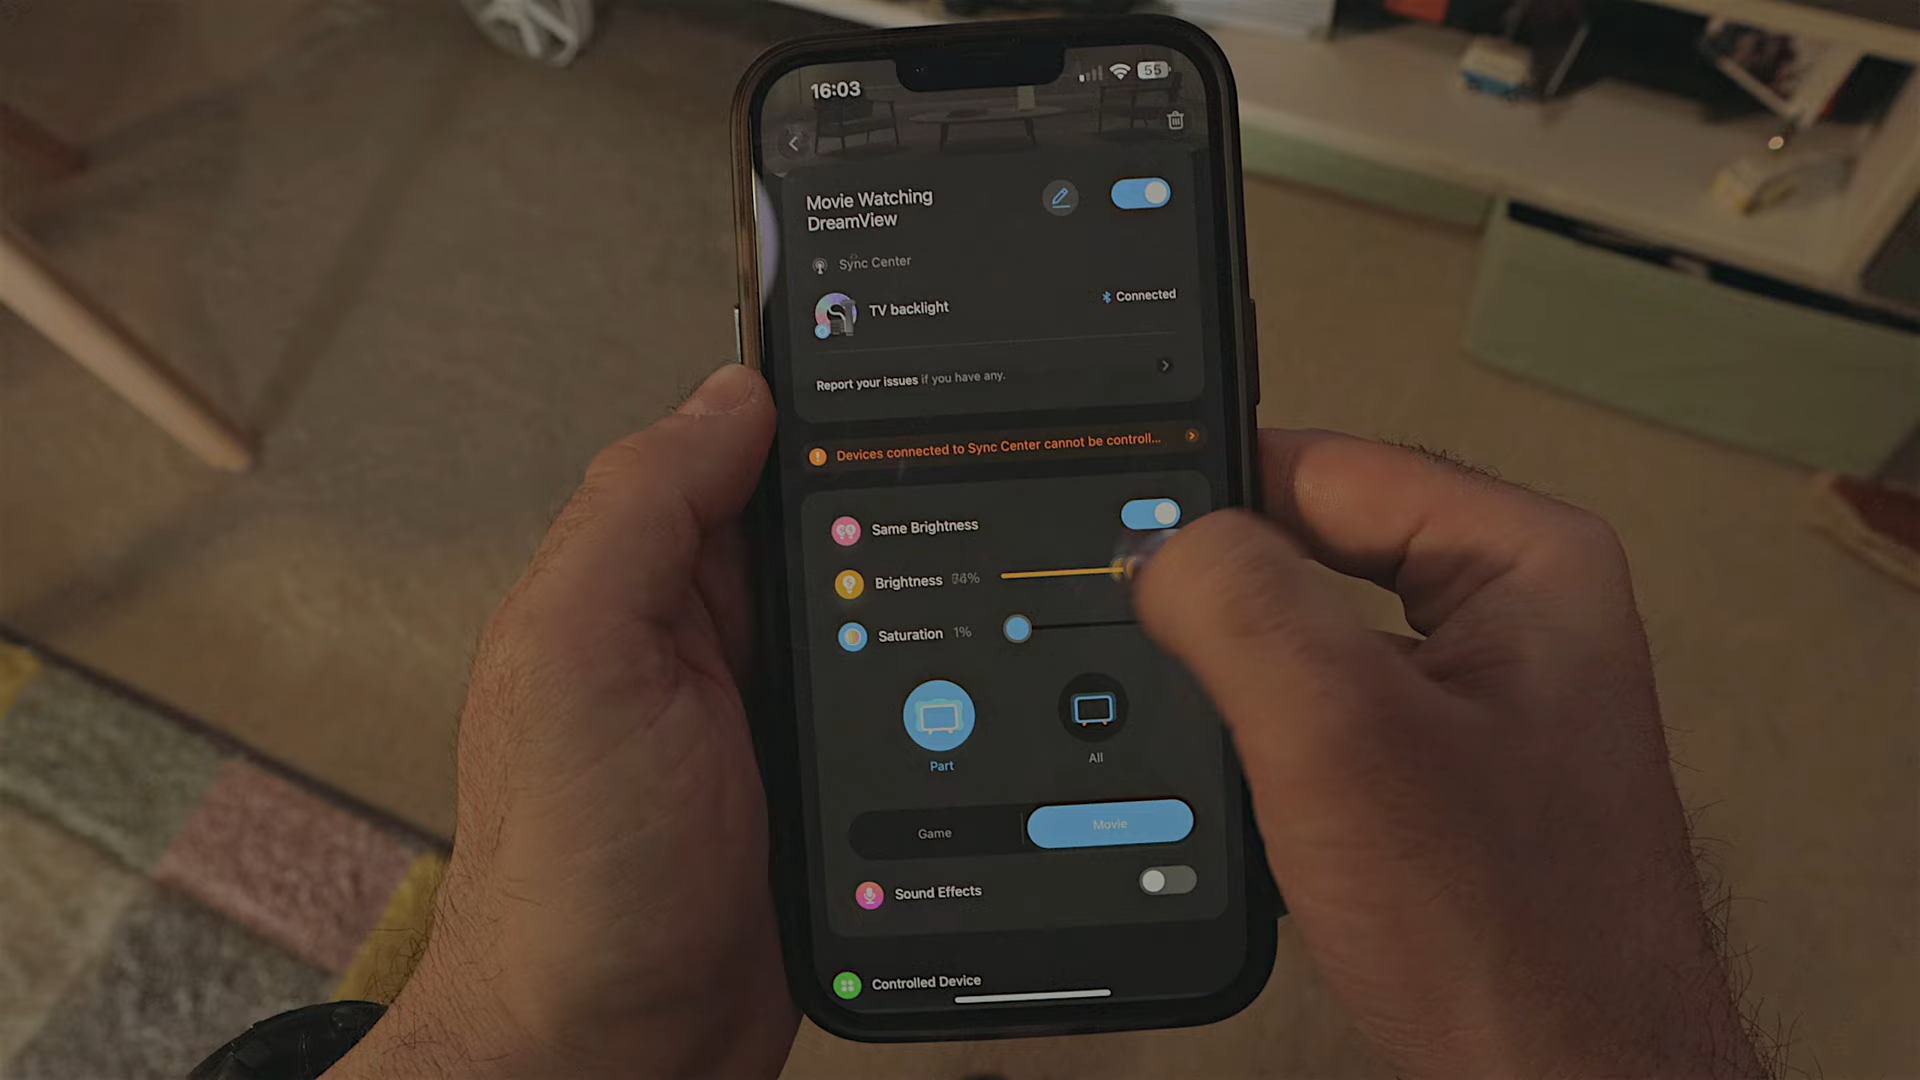 16:03
55
Movie Watching
DreamView
Sync Center
TV backlight
Connected
Report your issues if you have any.
Devices connected to Sync Center cannot be controll...
Same Brightness
Brightness
Saturation 1%
Part
All
Game
Movie
Sound Effects
Controlled Device